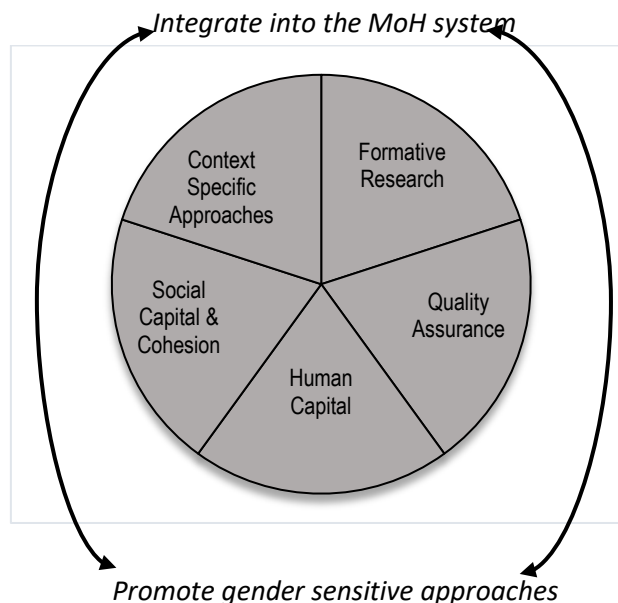 Integrate into the MoH system
Context
Specific
Approaches
Formative
Research
Social
Capital &
Cohesion
Quality
Assurance
Human
Capital
Promote gender sensitive approaches